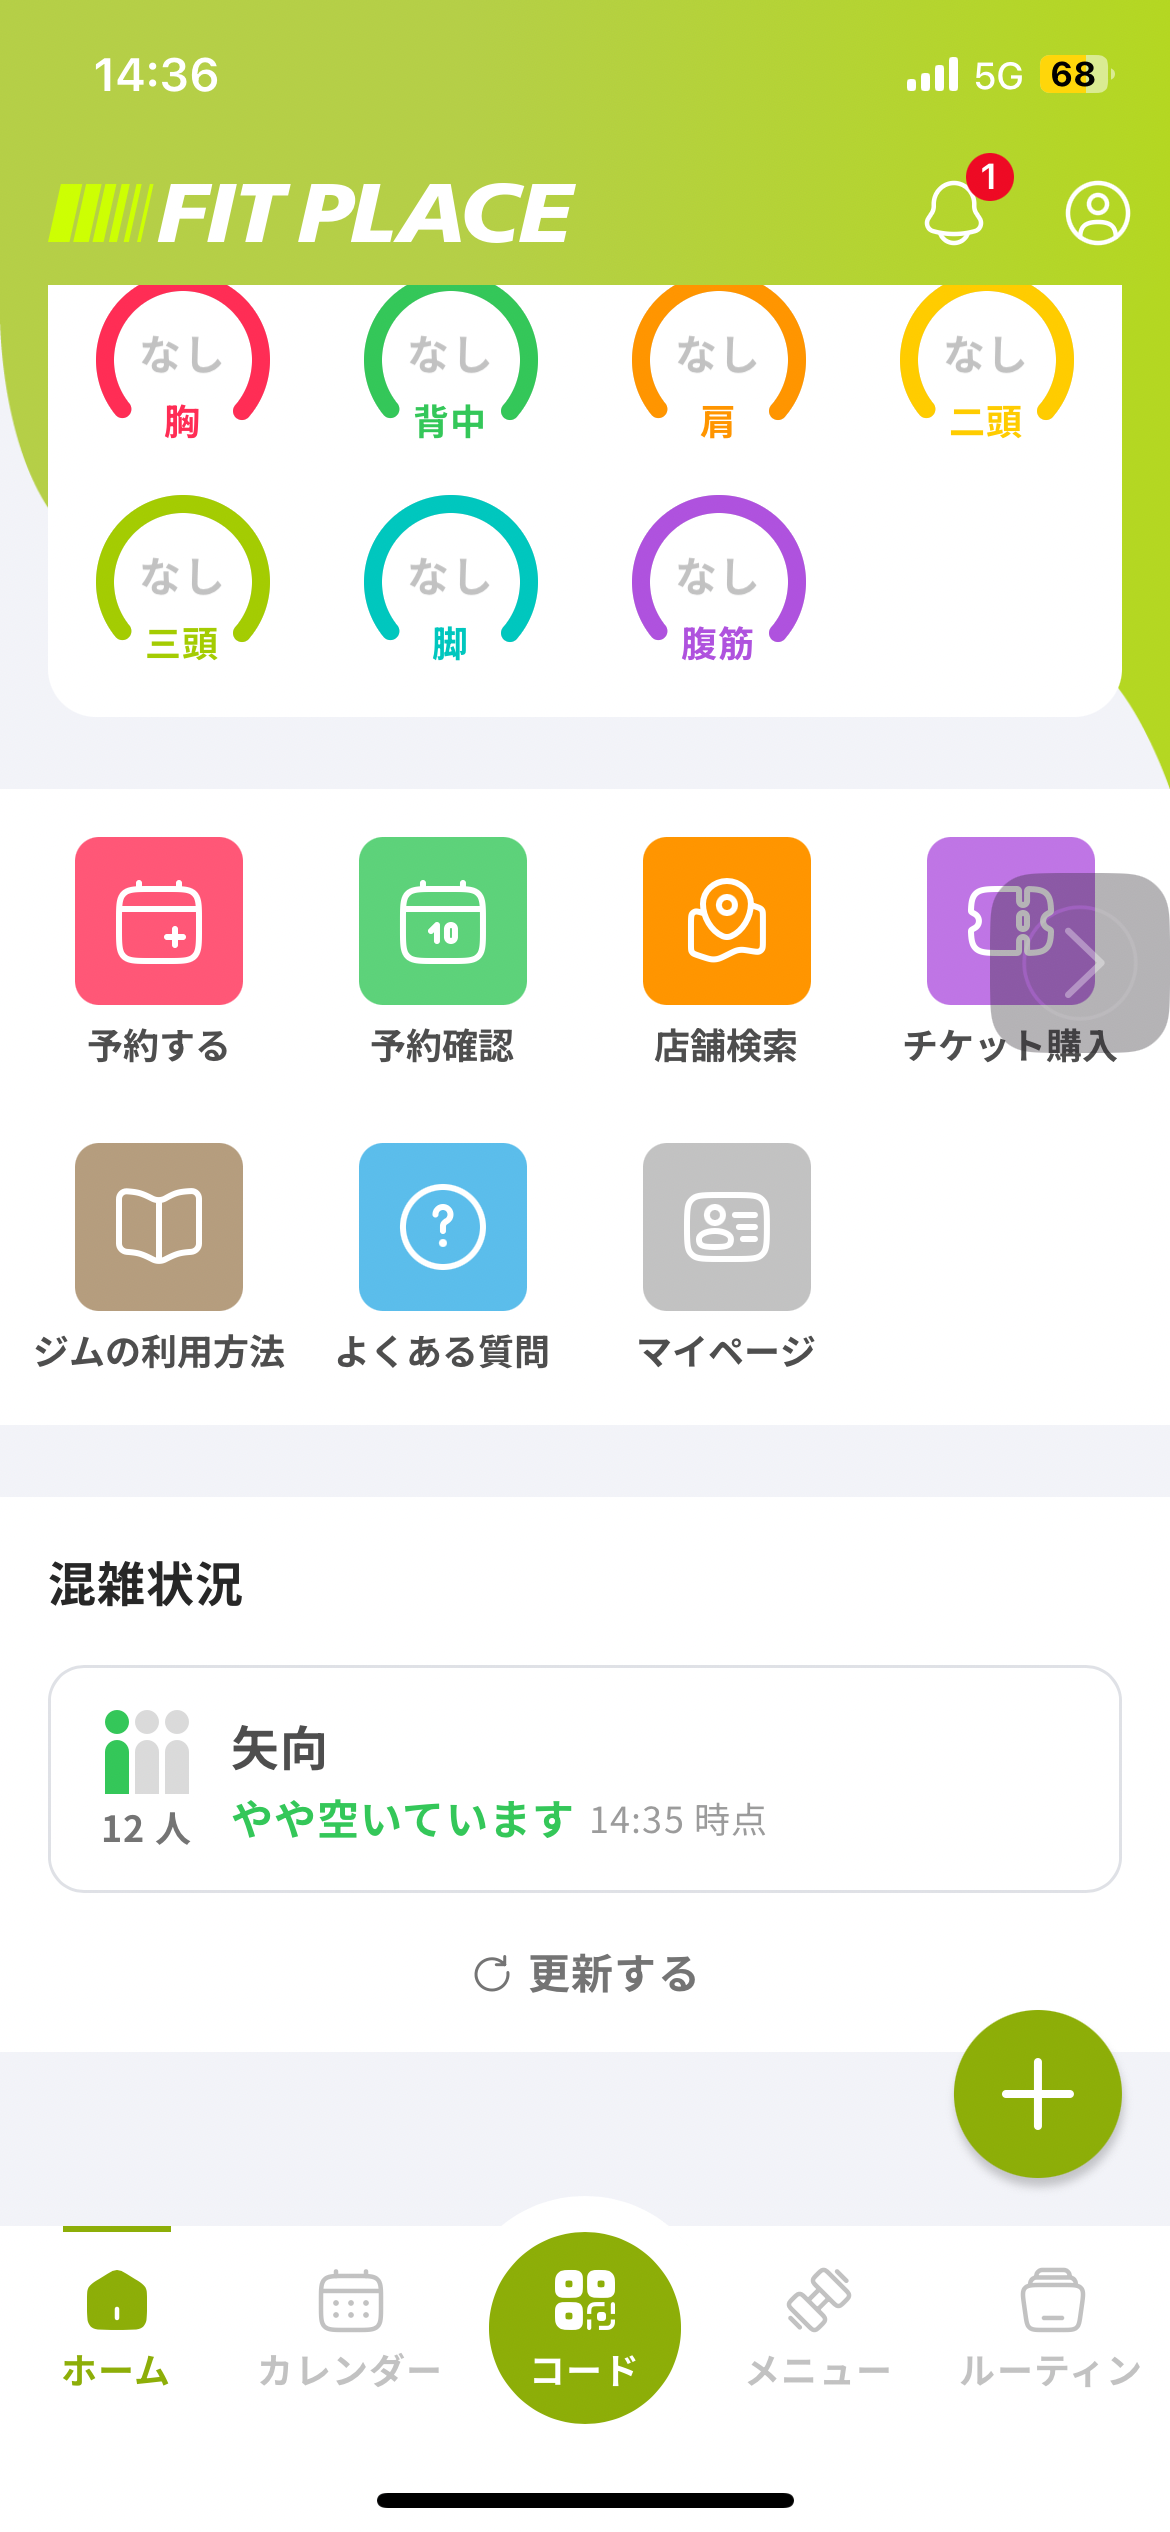 14:36
5G
68
FIT PLACE
1
なし
胸
なし
背中
なし
肩
なし
二頭
なし
三頭
なし
脚
なし
腹筋
10
予約する
予約確認
店舗検索
チケット購入
?
ジムの利用方法
よくある質問
マイページ
混雑状況
矢向
12 人
やや空いています 14:35 時点
更新する
ホーム
カレンダー
コード
メニュー
ルーティン